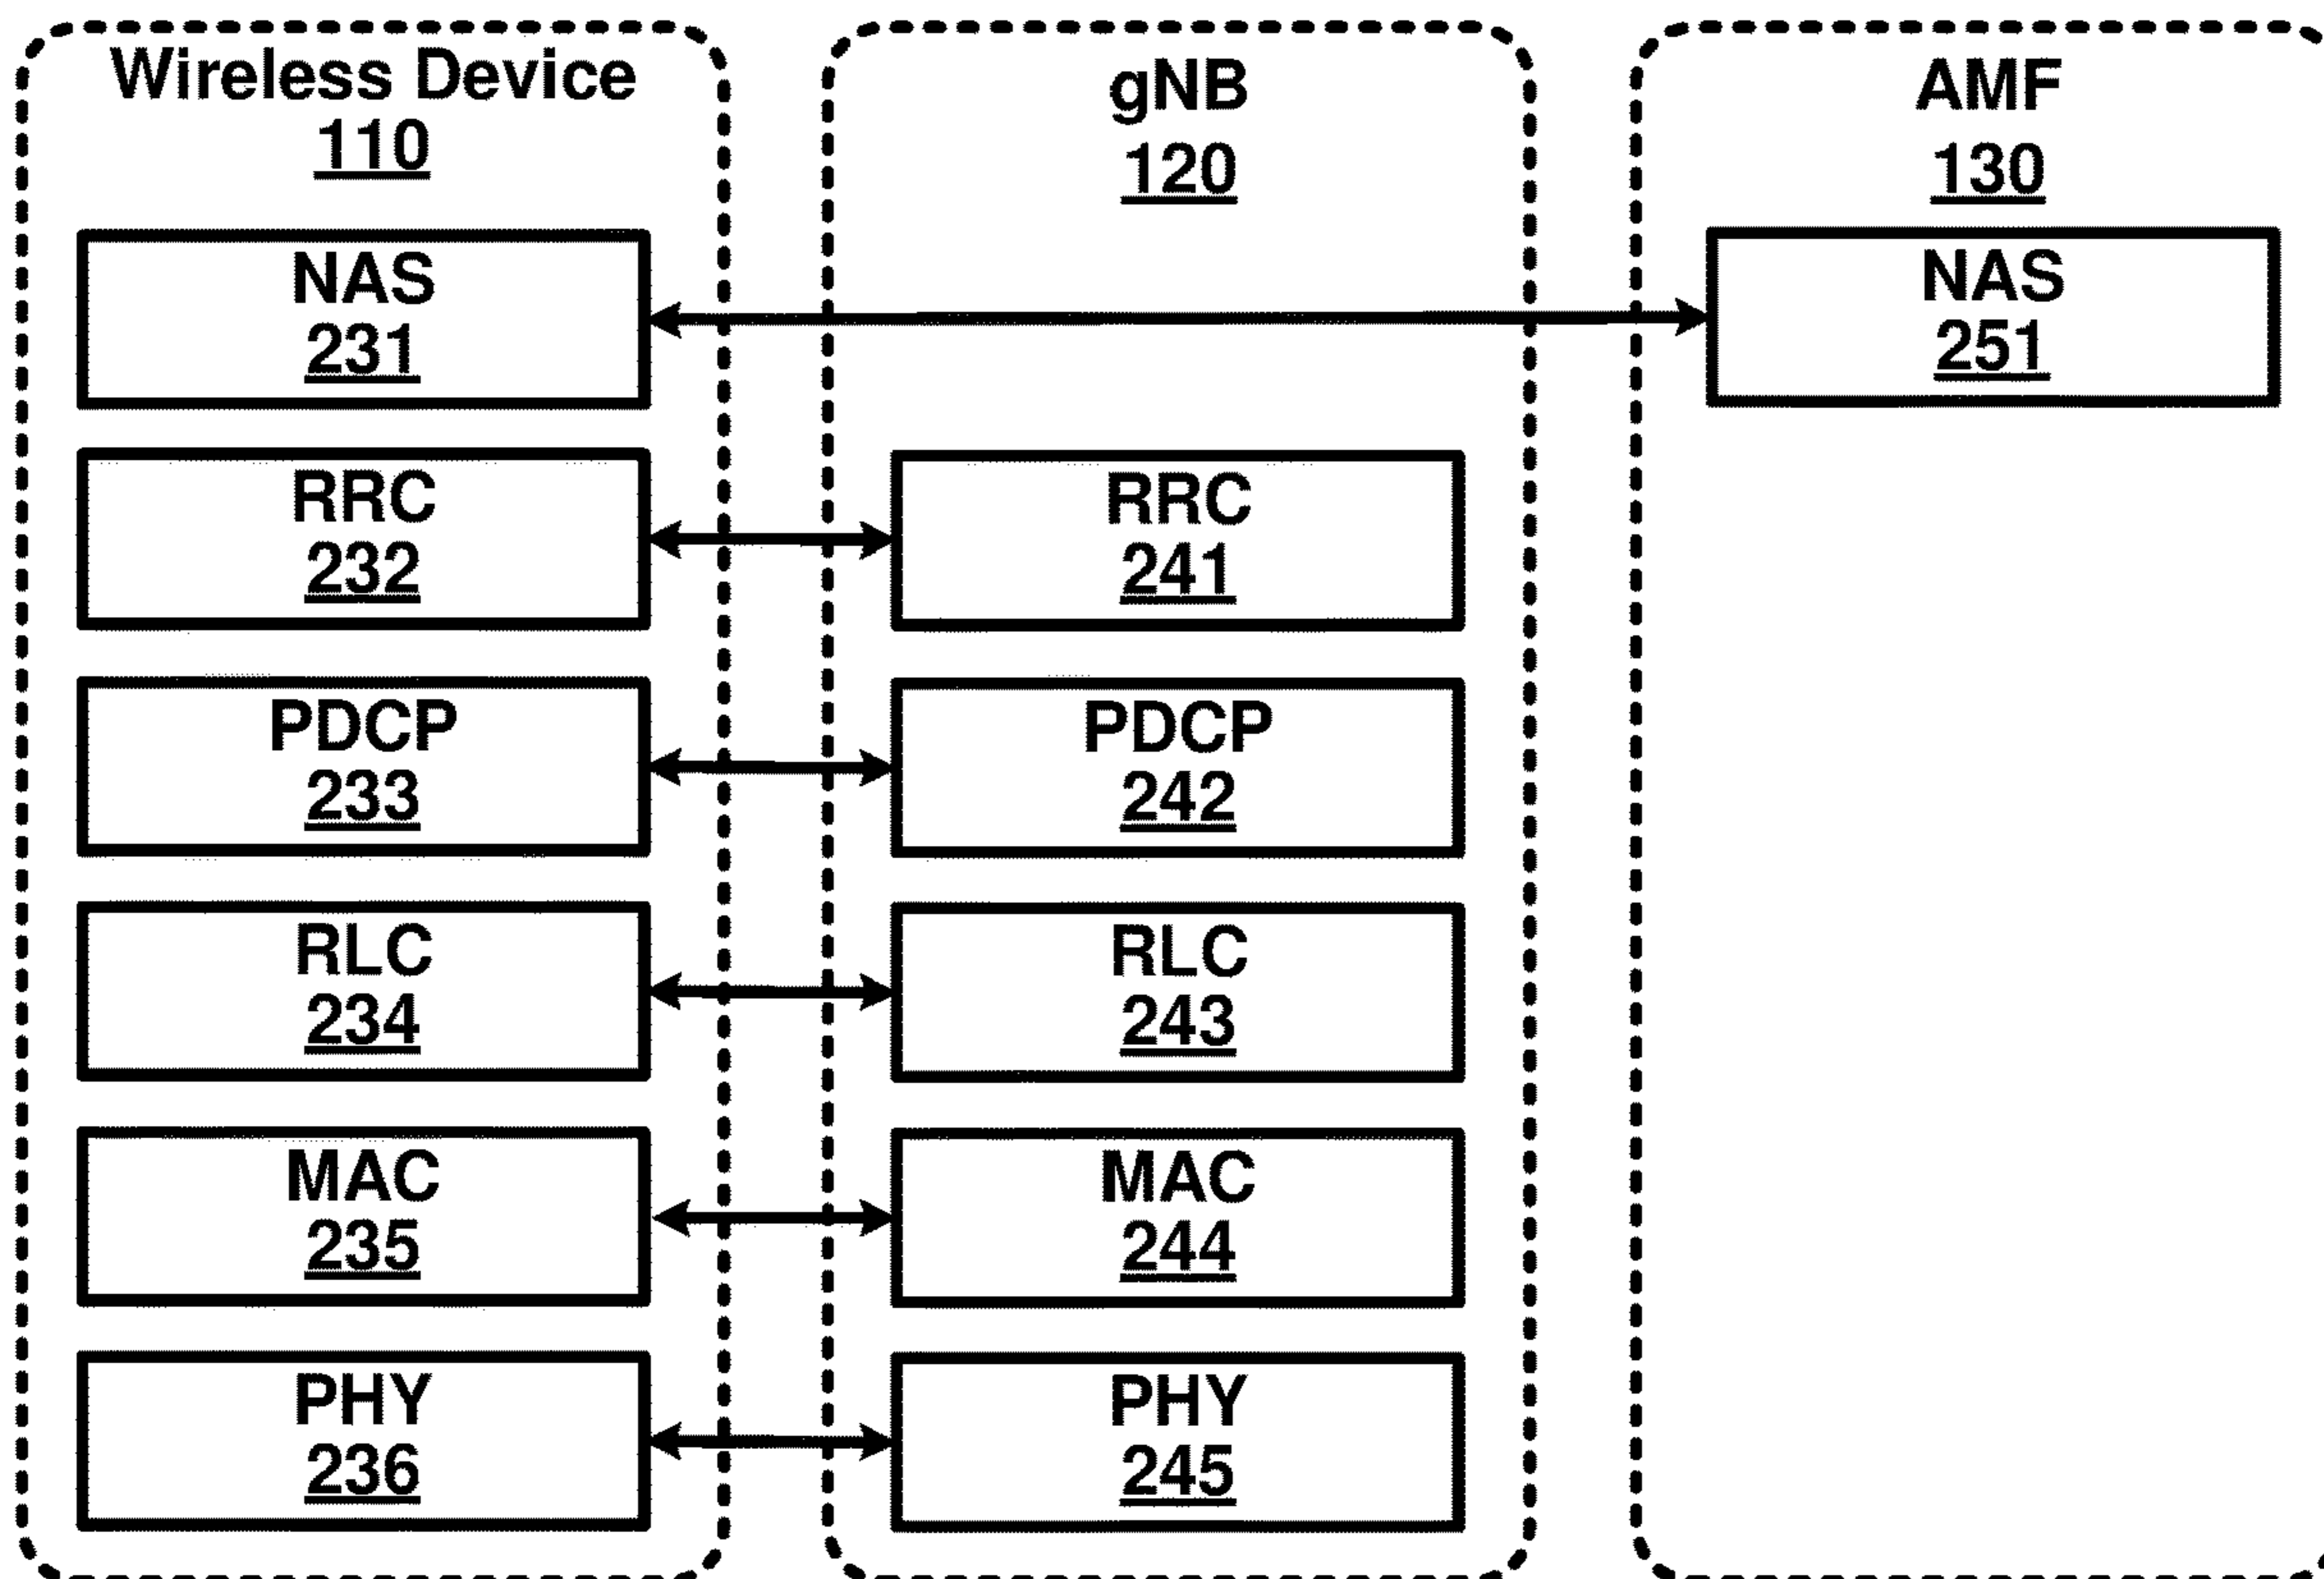 Wireless Device
110
gNB
120
AMF
130
NAS
231
NAS
251
RRC
232
RRC
241
PDCP
233
PDCP
242
RLC
234
RLC
243
MAC
235
MAC
244
PHY
236
PHY
245